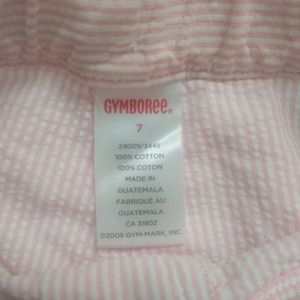 GYMBOREE®
7
24009/3445
100% COTTON
100% COTON
MADE IN
GUATEMALA
FABRIQUÉ AU
GUATEMALA
CA 31802
©2005 GYM-MARK, INC.